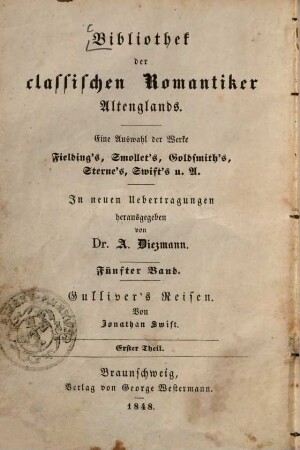 Bibliothek
der
classischen Romantiker
Altenglands.
Eine Auswahl der Werke
Fielding's, Smollet's, Goldsmith's,
Sterne's, Swift's u. A.
In neuen Uebertragungen
herausgegeben
von
Dr. A. Diezmann.
Fünfter Band.
Gulliver's Reisen.
Von
Jonathan Swift.
Erster Theil.
Braunschweig,
Verlag von George Westermann.
1848.